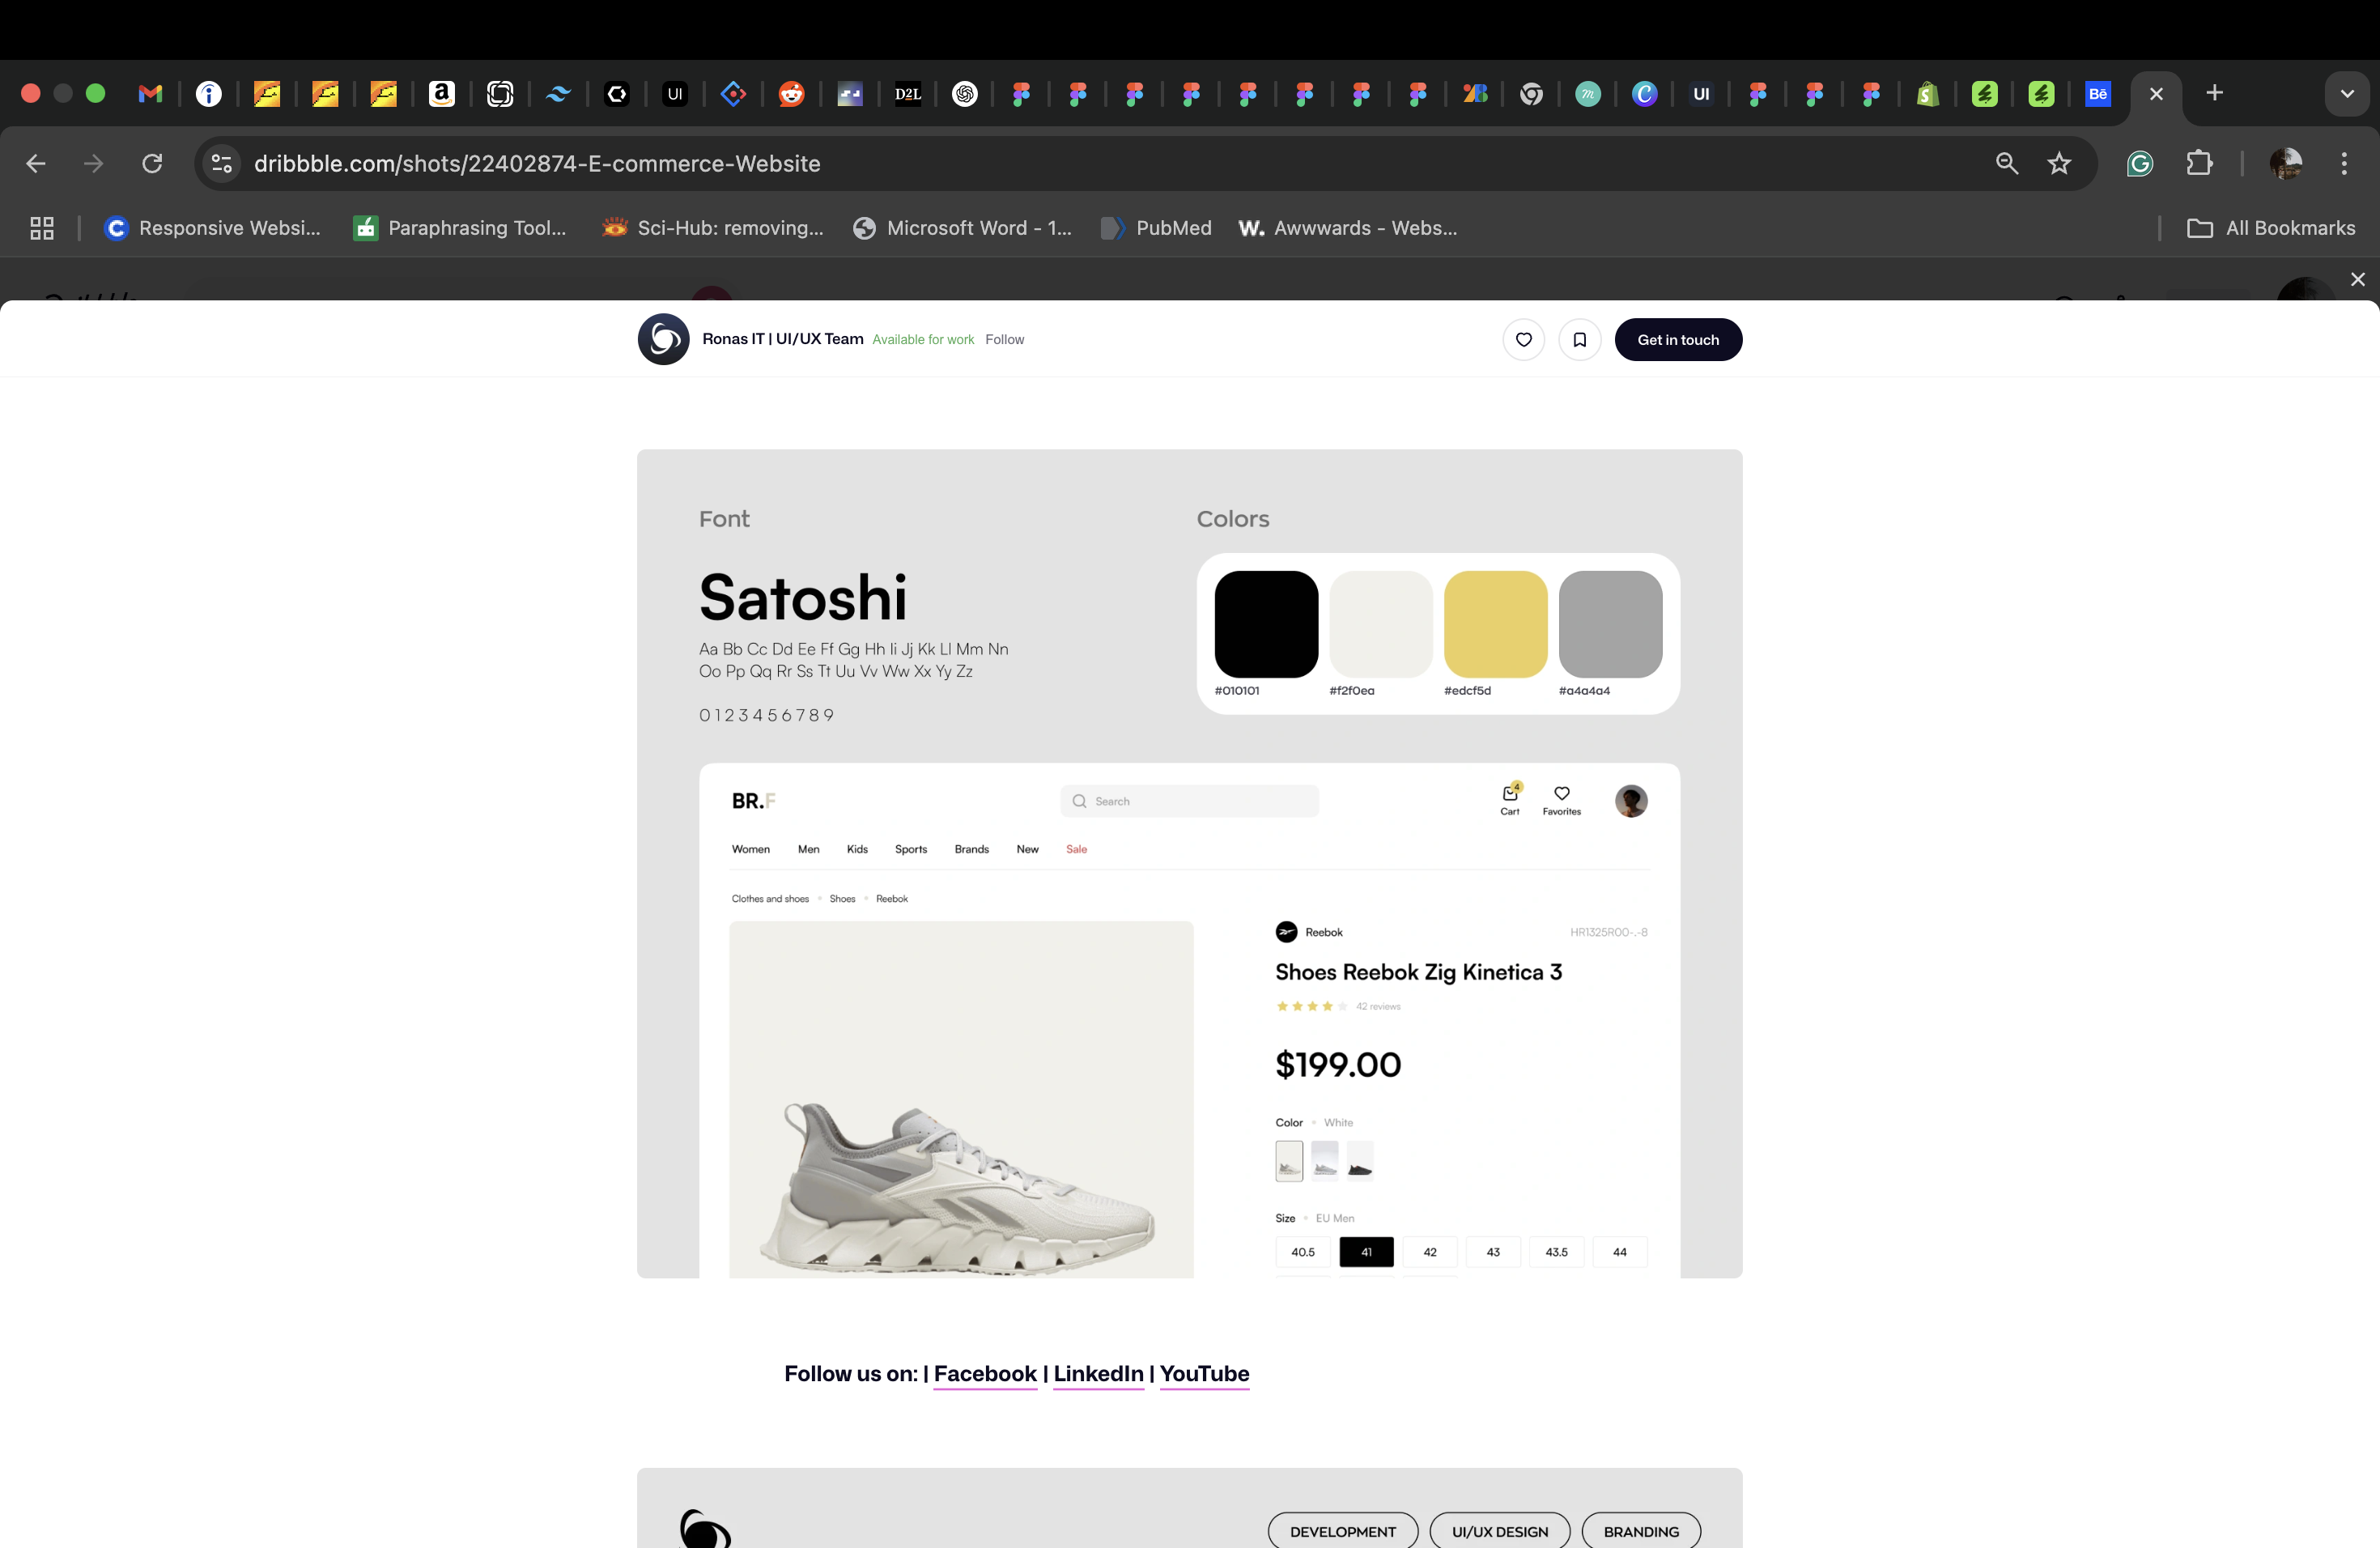 a
UI
D2L
m
C
UI
Bē
dribbble.com/shots/22402874-E-commerce-Website
G
C Responsive Websi...
Paraphrasing Tool...
Sci-Hub: removing...
Microsoft Word - 1...
PubMed
W. Awwwards - Webs...
All Bookmarks
Ronas IT | UI/UX Team Available for work Follow
Get in touch
Font
Satoshi
Aa Bb Cc Dd Ee Ff Gg Hh Ii Jj Kk Ll Mm Nn
Oo Pp Qq Rr Ss Tt Uu Vv Ww Xx Yy Zz
0 1 2 3 4 5 6 7 8 9
Colors
#010101 #f2f0ea #edcf5d #a4a4a4
BR.F
Search
4
Cart Favorites
Women Men Kids Sports Brands New Sale
Clothes and shoes Shoes Reebok
Reebok HR1325R00-.-8
Shoes Reebok Zig Kinetica 3
42 reviews
$199.00
Color White
Size EU Men
40.5 41 42 43 43.5 44
Follow us on: | Facebook | LinkedIn | YouTube
DEVELOPMENT UI/UX DESIGN BRANDING